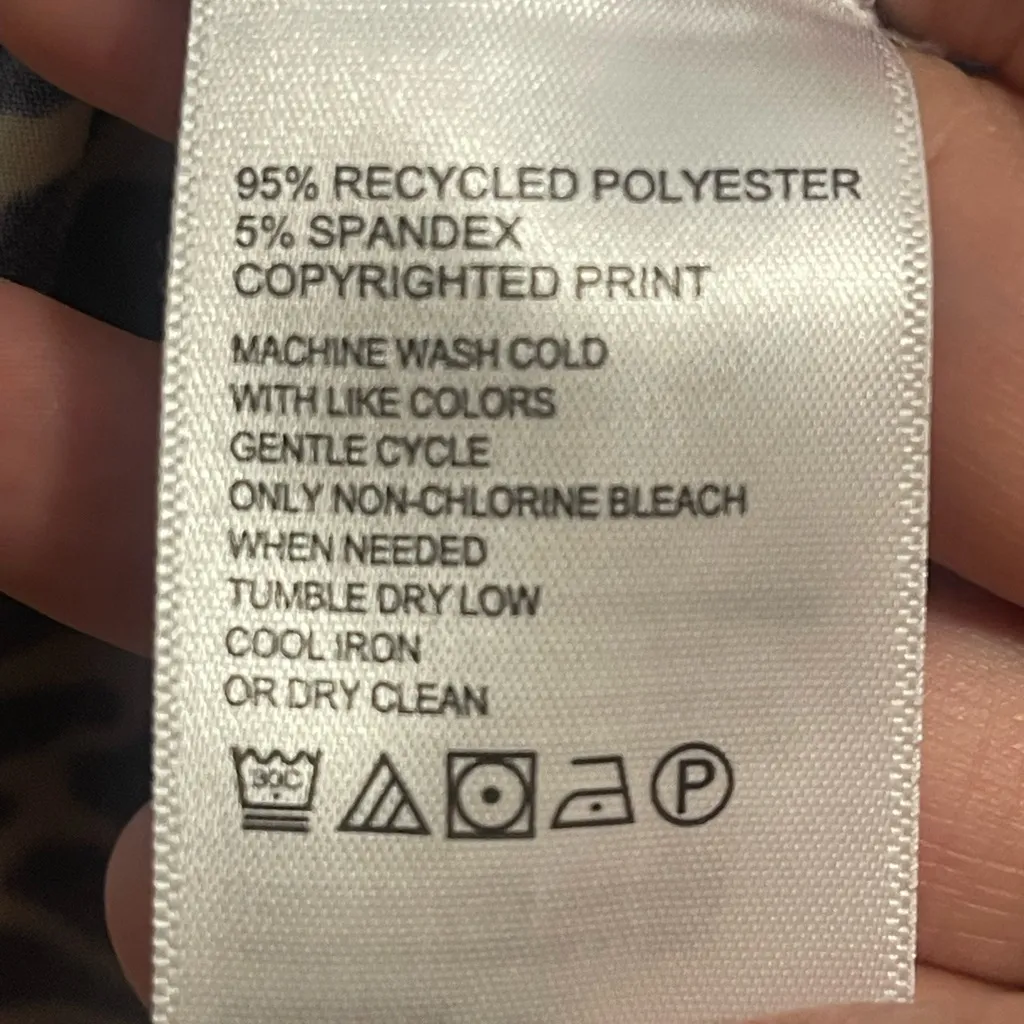 95% RECYCLED POLYESTER
5% SPANDEX
COPYRIGHTED PRINT
MACHINE WASH COLD
WITH LIKE COLORS
GENTLE CYCLE
ONLY NON-CHLORINE BLEACH
WHEN NEEDED
TUMBLE DRY LOW
COOL IRON
OR DRY CLEAN
30C P